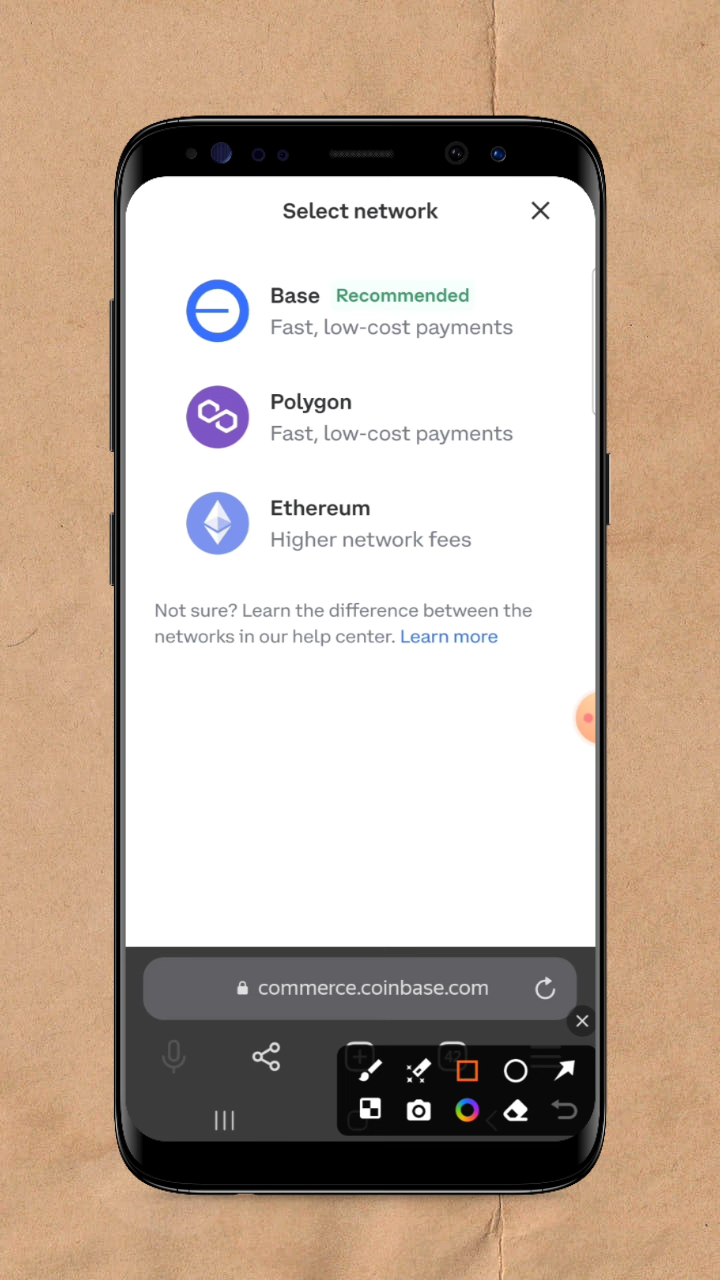 Select network
Base Recommended
Fast, low-cost payments
Polygon
Fast, low-cost payments
Ethereum
Higher network fees
Not sure? Learn the difference between the
networks in our help center. Learn more
commerce.coinbase.com
42